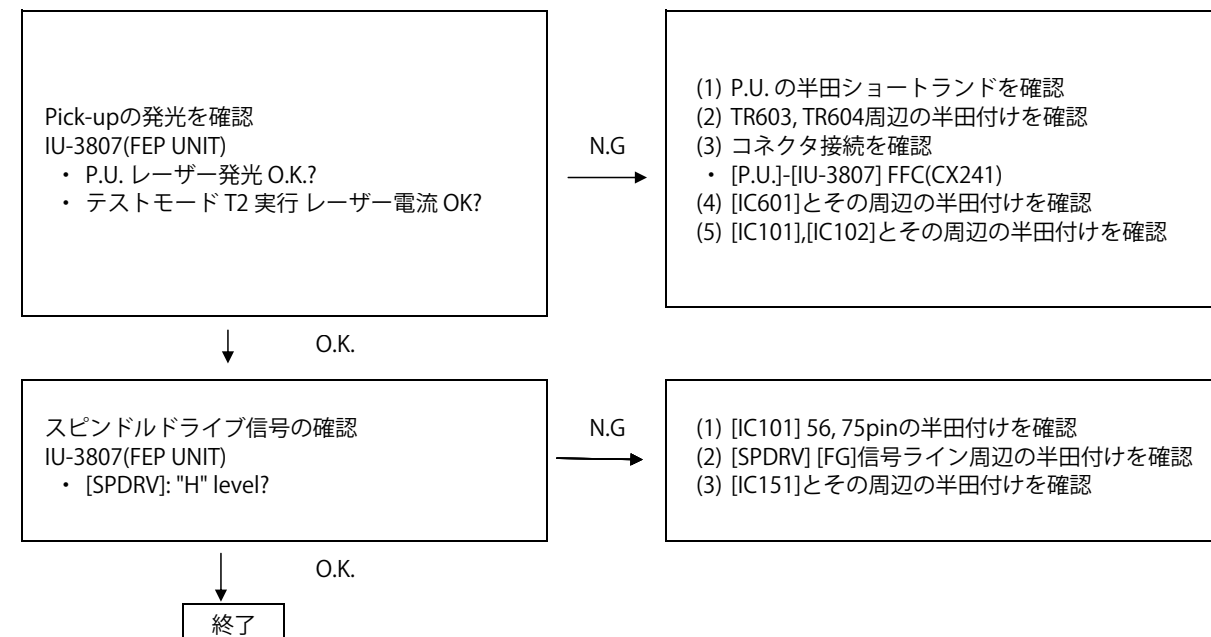 Pick-upの発光を確認
IU-3807(FEP UNIT)
・ P.U. レーザー発光 O.K.?
・ テストモード T2 実行 レーザー電流 OK?
N.G
(1) P.U. の半田ショートランドを確認
(2) TR603, TR604周辺の半田付けを確認
(3) コネクタ接続を確認
・ [P.U.]-[IU-3807] FFC(CX241)
(4) [IC601]とその周辺の半田付けを確認
(5) [IC101],[IC102]とその周辺の半田付けを確認
O.K.
スピンドルドライブ信号の確認
IU-3807(FEP UNIT)
・ [SPDRV]: "H" level?
N.G
(1) [IC101] 56, 75pinの半田付けを確認
(2) [SPDRV] [FG]信号ライン周辺の半田付けを確認
(3) [IC151]とその周辺の半田付けを確認
O.K.
終了